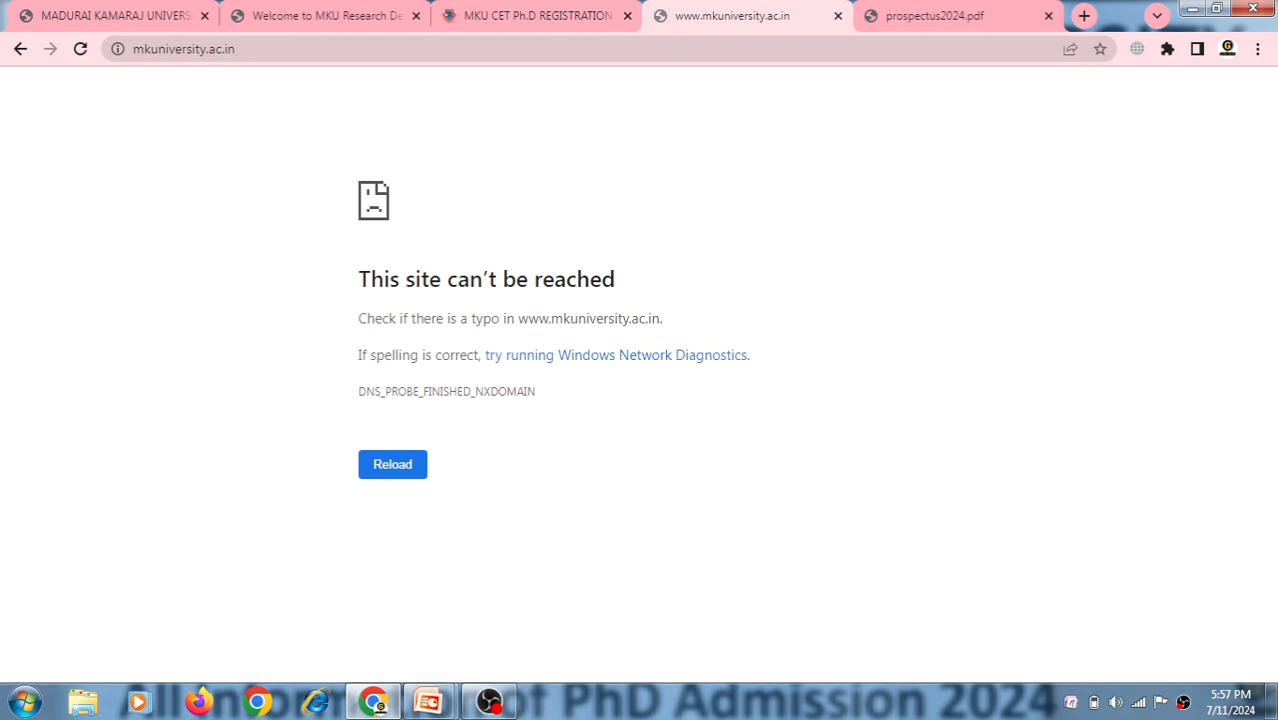 MADURAI KAMARAJ UNIVERS
Welcome to MKU Research De
MKU CET Ph.D REGISTRATION
www.mkuniversity.ac.in
prospectus2024.pdf
mkuniversity.ac.in
This site can't be reached
Check if there is a typo in www.mkuniversity.ac.in.
If spelling is correct, try running Windows Network Diagnostics.
DNS_PROBE_FINISHED_NXDOMAIN
Reload
PhD Admission 2024
5:57 PM
7/11/2024